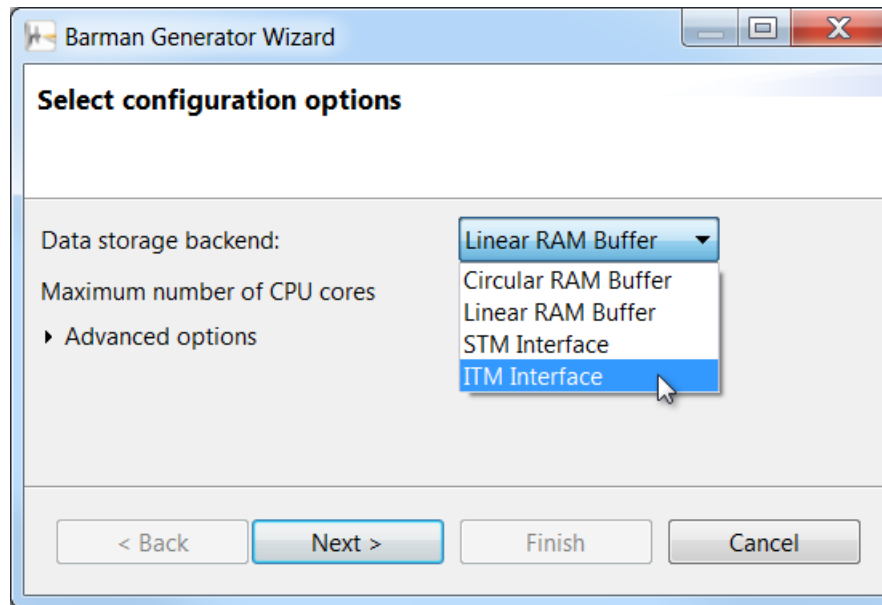 Barman Generator Wizard
Select configuration options
Data storage backend:
Linear RAM Buffer
Circular RAM Buffer
Linear RAM Buffer
STM Interface
ITM Interface
Maximum number of CPU cores
Advanced options
< Back
Next >
Finish
Cancel